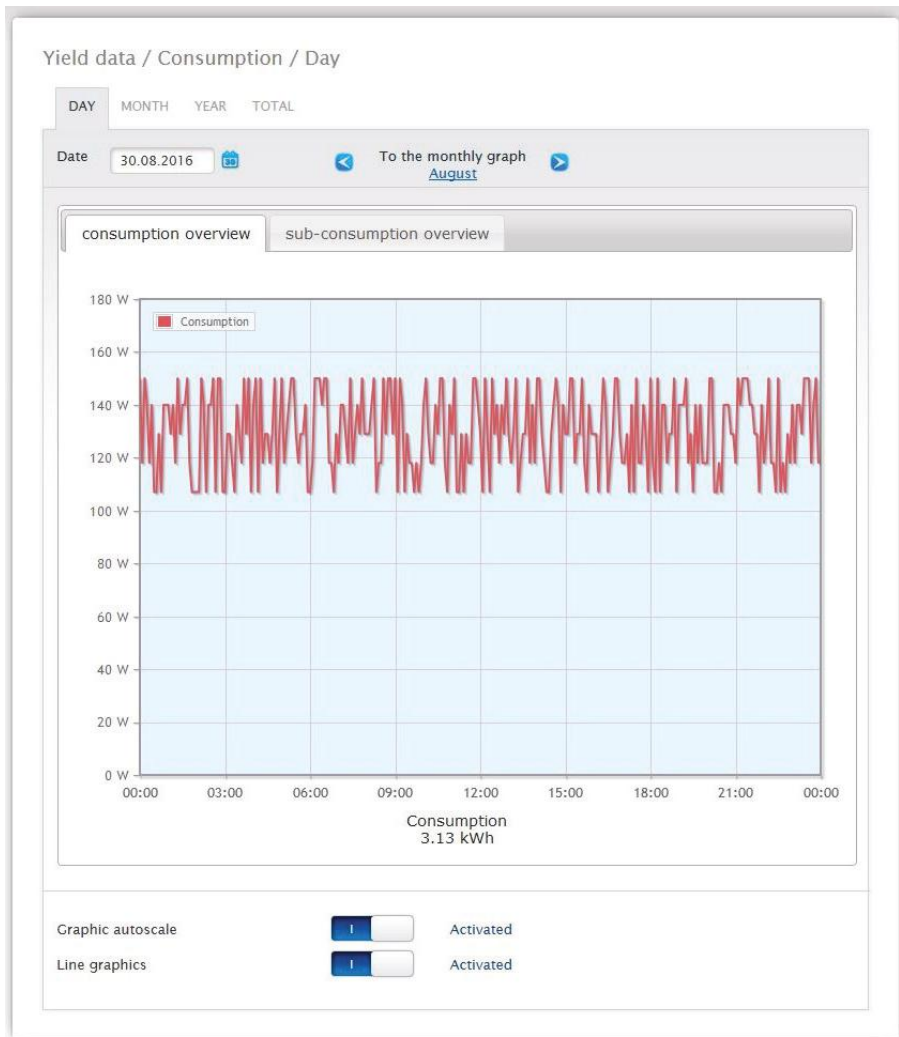 Yield data / Consumption / Day
DAY MONTH YEAR TOTAL
Date 30.08.2016 30 To the monthly graph
August
consumption overview sub-consumption overview
180 W
Consumption
160 W
140 W
120 W
100 W
80 W
60 W
40 W
20 W
0 W
00:00 03:00 06:00 09:00 12:00 15:00 18:00 21:00 00:00
Consumption
3.13 kWh
Graphic autoscale I Activated
Line graphics I Activated